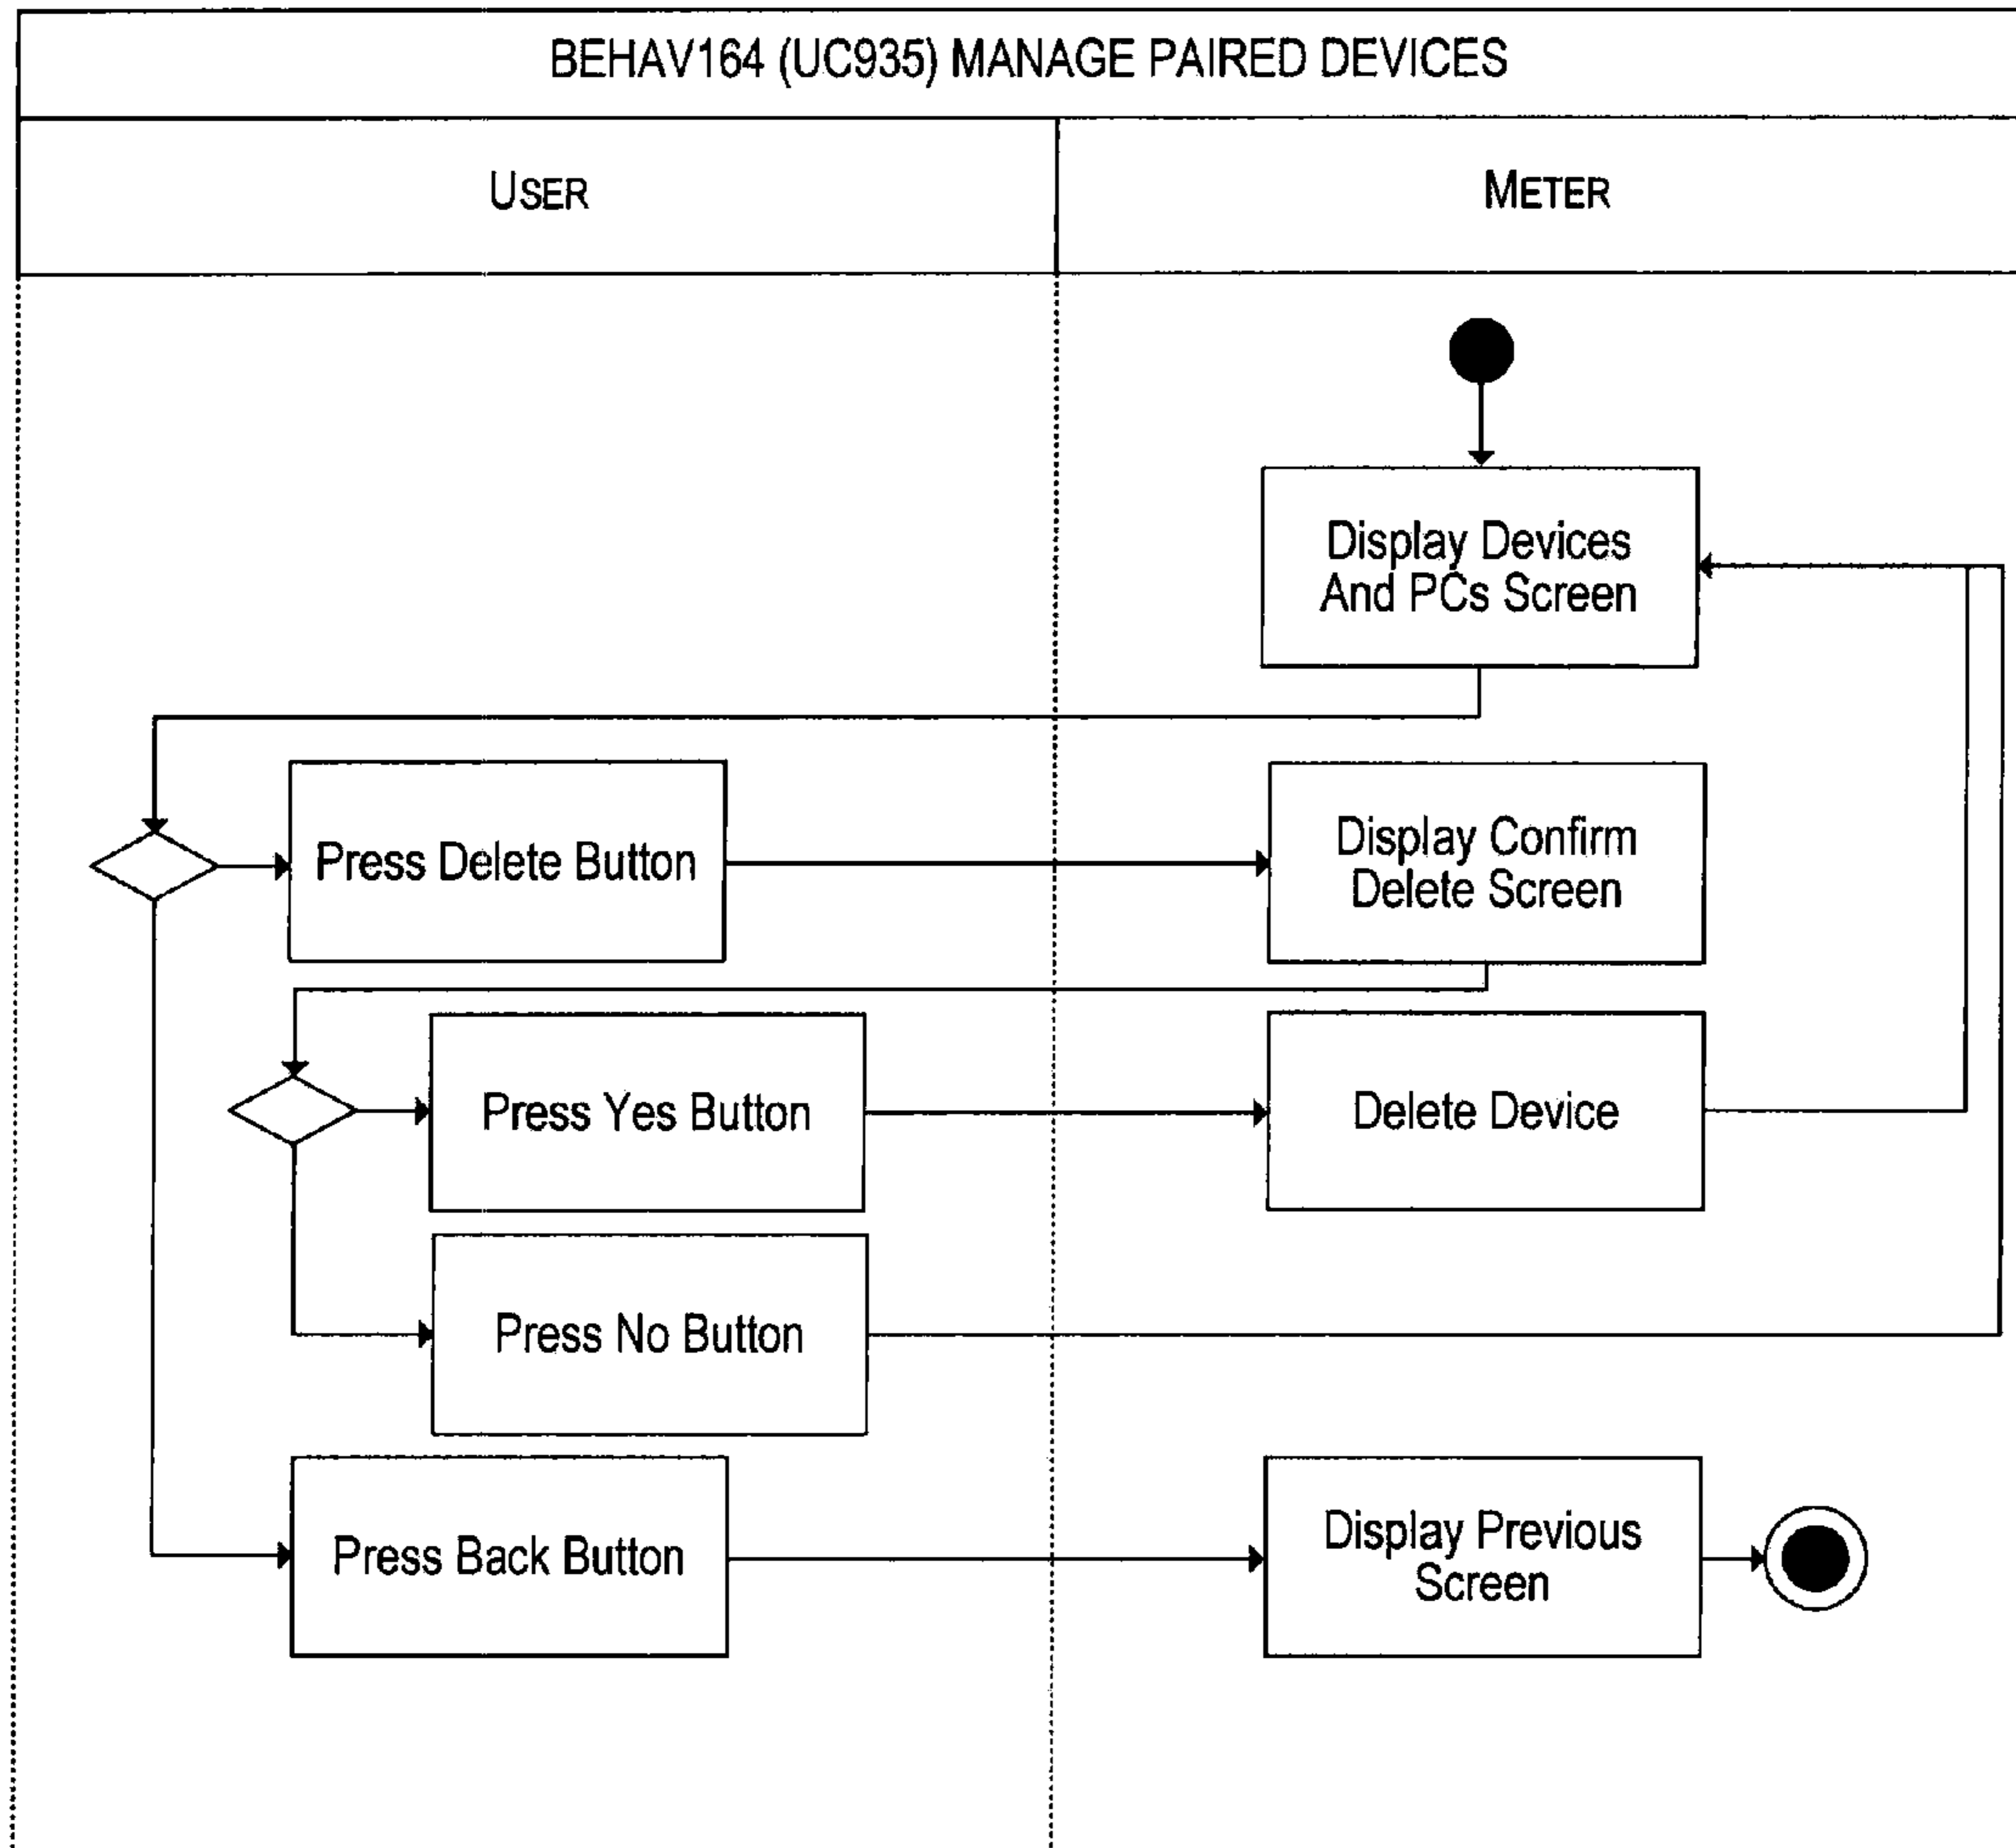 BEHAV164 (UC935) MANAGE PAIRED DEVICES
USER
METER
Display Devices
And PCs Screen
Press Delete Button
Display Confirm
Delete Screen
Press Yes Button
Delete Device
Press No Button
Press Back Button
Display Previous
Screen